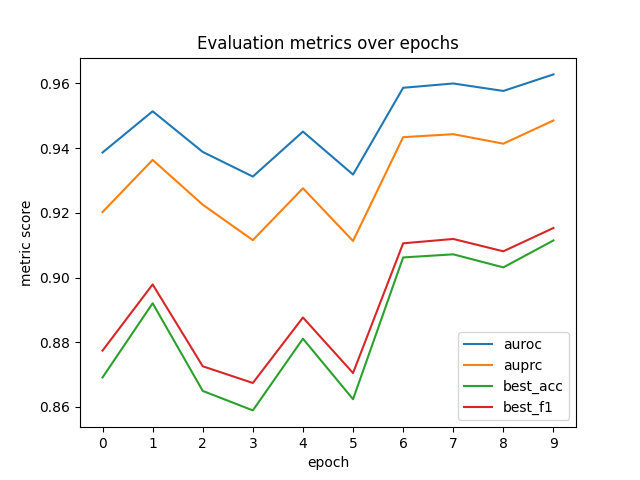 Evaluation metrics over epochs
metric score
0.96
0.94
0.92
0.90
0.88
0.86
auroc
auprc
best_acc
best_f1
0 1 2 3 4 5 6 7 8 9
epoch